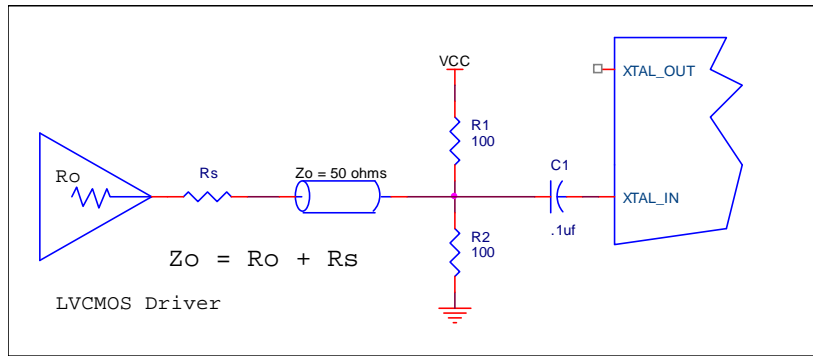 VCC
XTAL_OUT
R1
100
Ro
Rs
Zo = 50 ohms
C1
.1uf
XTAL_IN
R2
100
Zo = Ro + Rs
LVCMOS Driver